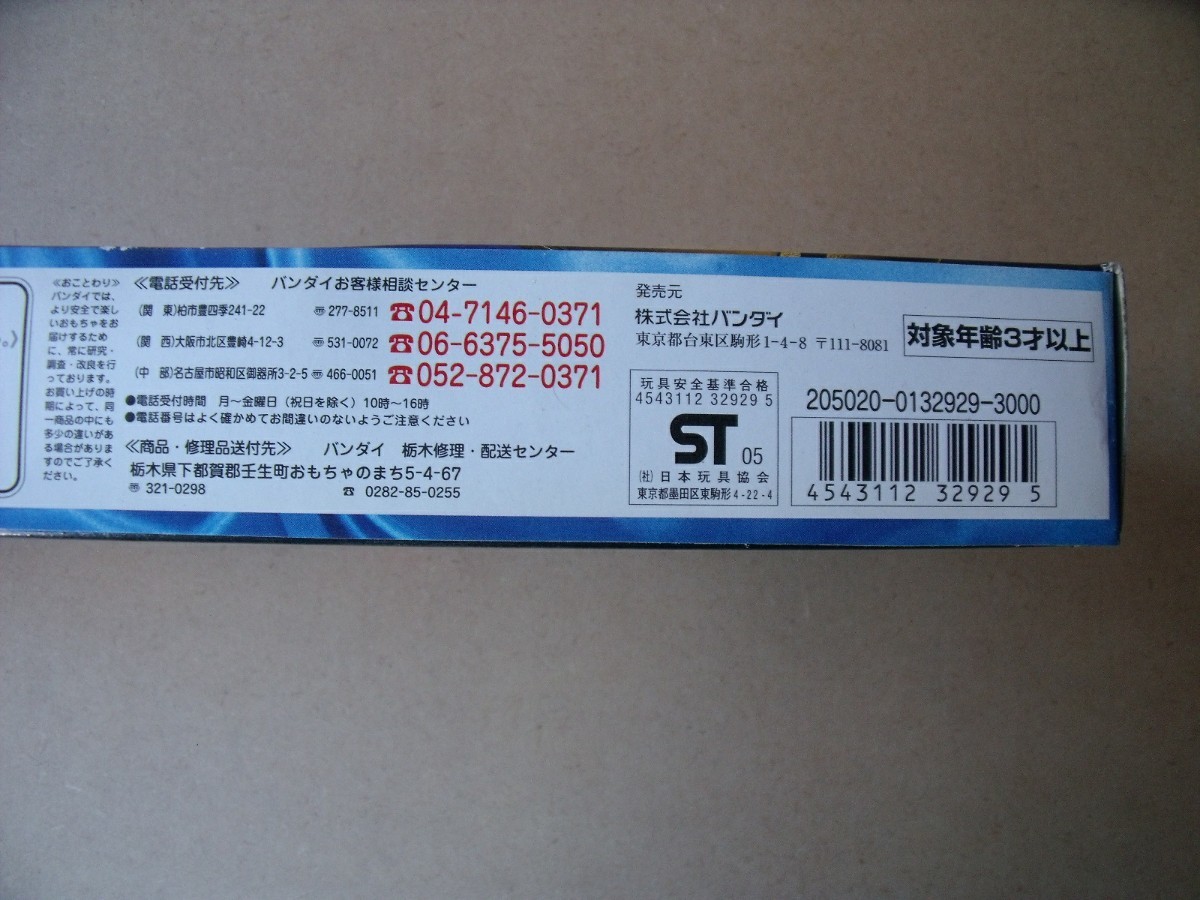 。〉
≪おことわり≫
バンダイでは、
より安全で楽し
いおもちゃをお
届けするため
に、常に研究・
調査・改良を行
っております。
お買い上げの時
期によって、同
一商品の中にも
多少の違いがあ
る場合がありま
すのでご了承く
ださい。
≪電話受付先≫ バンダイお客様相談センター
(関 東)柏市豊四季241-22 〠277-8511 ☎04-7146-0371
(関 西)大阪市北区豊崎4-12-3 〠531-0072 ☎06-6375-5050
(中 部)名古屋市昭和区御器所3-2-5 〠466-0051 ☎052-872-0371
●電話受付時間 月〜金曜日(祝日を除く)10時〜16時
●電話番号はよく確かめてお間違いのないようご注意ください
≪商品・修理品送付先≫ バンダイ 栃木修理・配送センター
栃木県下都賀郡壬生町おもちゃのまち5-4-67
〠321-0298 ☎0282-85-0255
発売元
株式会社バンダイ
東京都台東区駒形1-4-8 〒111-8081
対象年齢3才以上
玩具安全基準合格
4543112 32929 5
ST 05
(社)日本玩具協会
東京都墨田区東駒形4-22-4
205020-0132929-3000
4543112 32929 5